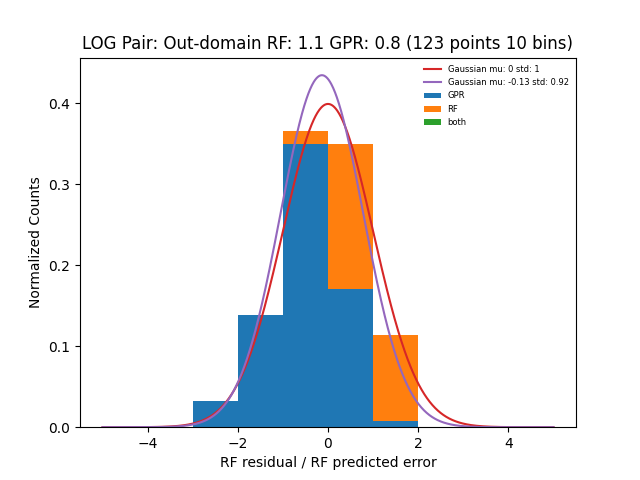 LOG Pair: Out-domain RF: 1.1 GPR: 0.8 (123 points 10 bins)
Gaussian mu: 0 std: 1
Gaussian mu: -0.13 std: 0.92
GPR
RF
both
Normalized Counts
0.4
0.3
0.2
0.1
0.0
−4 −2 0 2 4
RF residual / RF predicted error